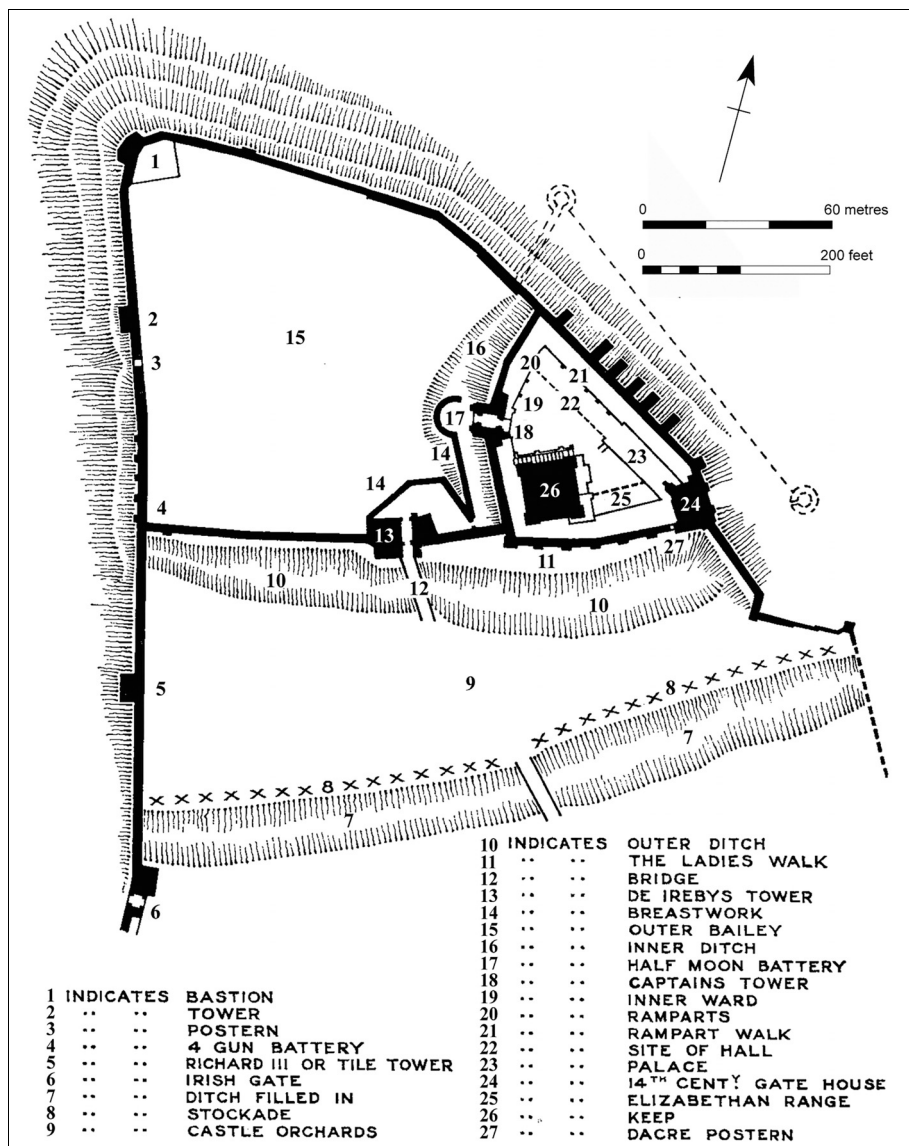 0 60 metres
0 200 feet
1
2
3
15
16
20
21
19
22
17
18
14
23
14
26
25
4
24
13
27
11
12
10
10
5
9
8
7
8
7
6
10 INDICATES OUTER DITCH
11 ·· ·· THE LADIES WALK
12 ·· ·· BRIDGE
13 ·· ·· DE IREBYS TOWER
14 ·· ·· BREASTWORK
15 ·· ·· OUTER BAILEY
16 ·· ·· INNER DITCH
17 ·· ·· HALF MOON BATTERY
18 ·· ·· CAPTAINS TOWER
19 ·· ·· INNER WARD
20 ·· ·· RAMPARTS
21 ·· ·· RAMPART WALK
22 ·· ·· SITE OF HALL
23 ·· ·· PALACE
24 ·· ·· 14TH CENTY GATE HOUSE
25 ·· ·· ELIZABETHAN RANGE
26 ·· ·· KEEP
27 ·· ·· DACRE POSTERN
1 INDICATES BASTION
2 ·· ·· TOWER
3 ·· ·· POSTERN
4 ·· ·· 4 GUN BATTERY
5 ·· ·· RICHARD III OR TILE TOWER
6 ·· ·· IRISH GATE
7 ·· ·· DITCH FILLED IN
8 ·· ·· STOCKADE
9 ·· ·· CASTLE ORCHARDS